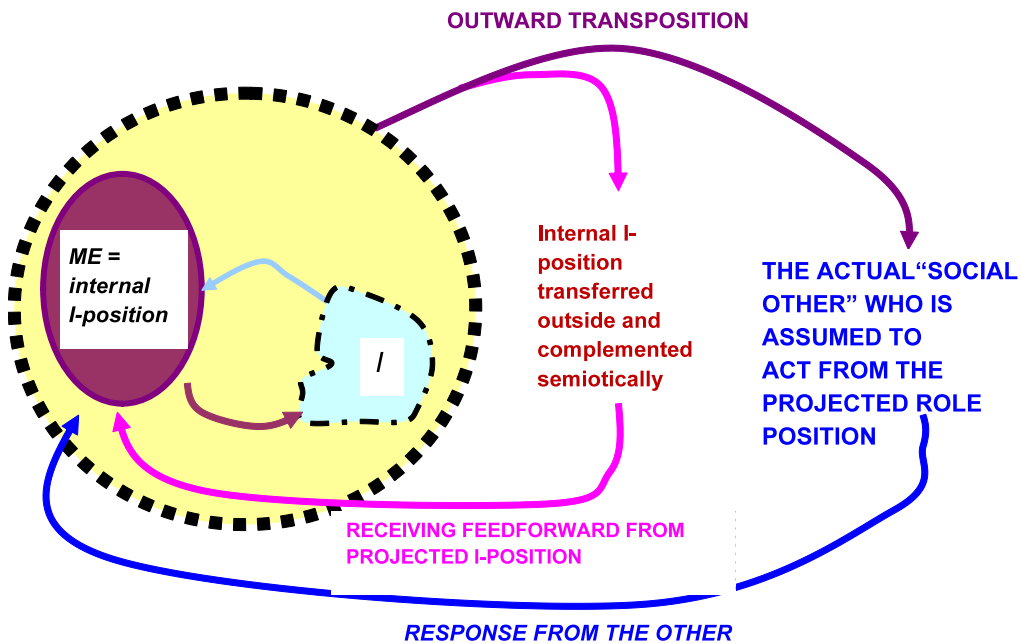 OUTWARD TRANSPOSITION
ME =
internal
I-position
I
Internal I-
position
transferred
outside and
complemented
semiotically
THE ACTUAL“SOCIAL
OTHER” WHO IS
ASSUMED TO
ACT FROM THE
PROJECTED ROLE
POSITION
RECEIVING FEEDFORWARD FROM
PROJECTED I-POSITION
RESPONSE FROM THE OTHER